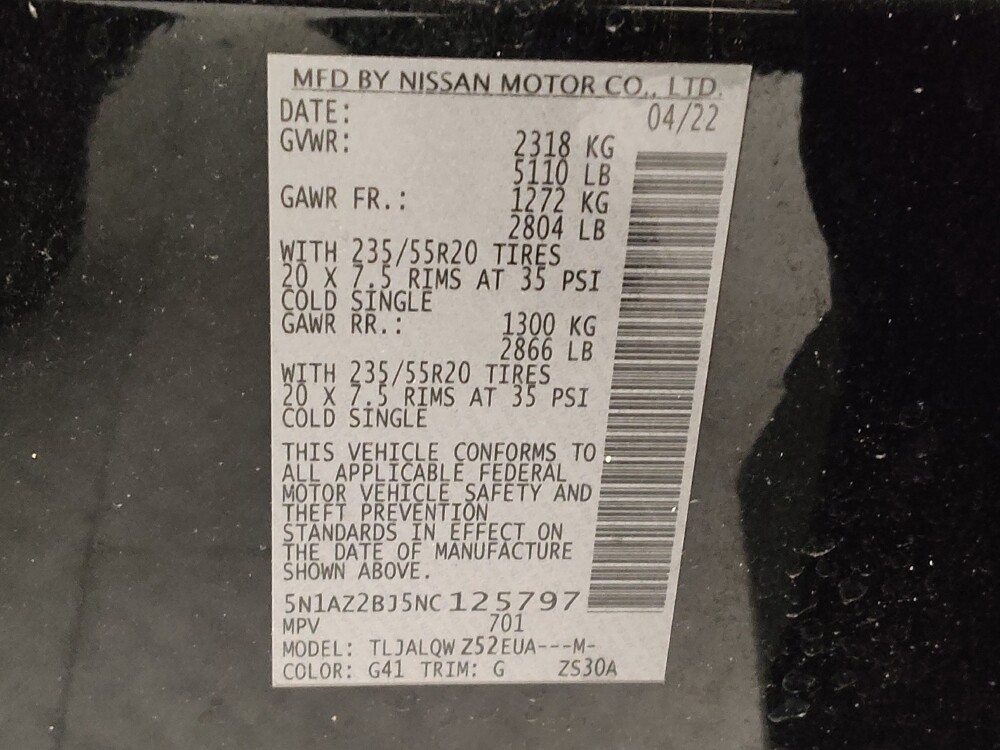 MFD BY NISSAN MOTOR CO., LTD.
DATE: 04/22
GVWR: 2318 KG
5110 LB
GAWR FR.: 1272 KG
2804 LB
WITH 235/55R20 TIRES
20 X 7.5 RIMS AT 35 PSI
COLD SINGLE
GAWR RR.: 1300 KG
2866 LB
WITH 235/55R20 TIRES
20 X 7.5 RIMS AT 35 PSI
COLD SINGLE
THIS VEHICLE CONFORMS TO
ALL APPLICABLE FEDERAL
MOTOR VEHICLE SAFETY AND
THEFT PREVENTION
STANDARDS IN EFFECT ON
THE DATE OF MANUFACTURE
SHOWN ABOVE.
5N1AZ2BJ5NC125797
MPV 701
MODEL: TLJALQW Z52EUA---M-
COLOR: G41 TRIM: G ZS30A